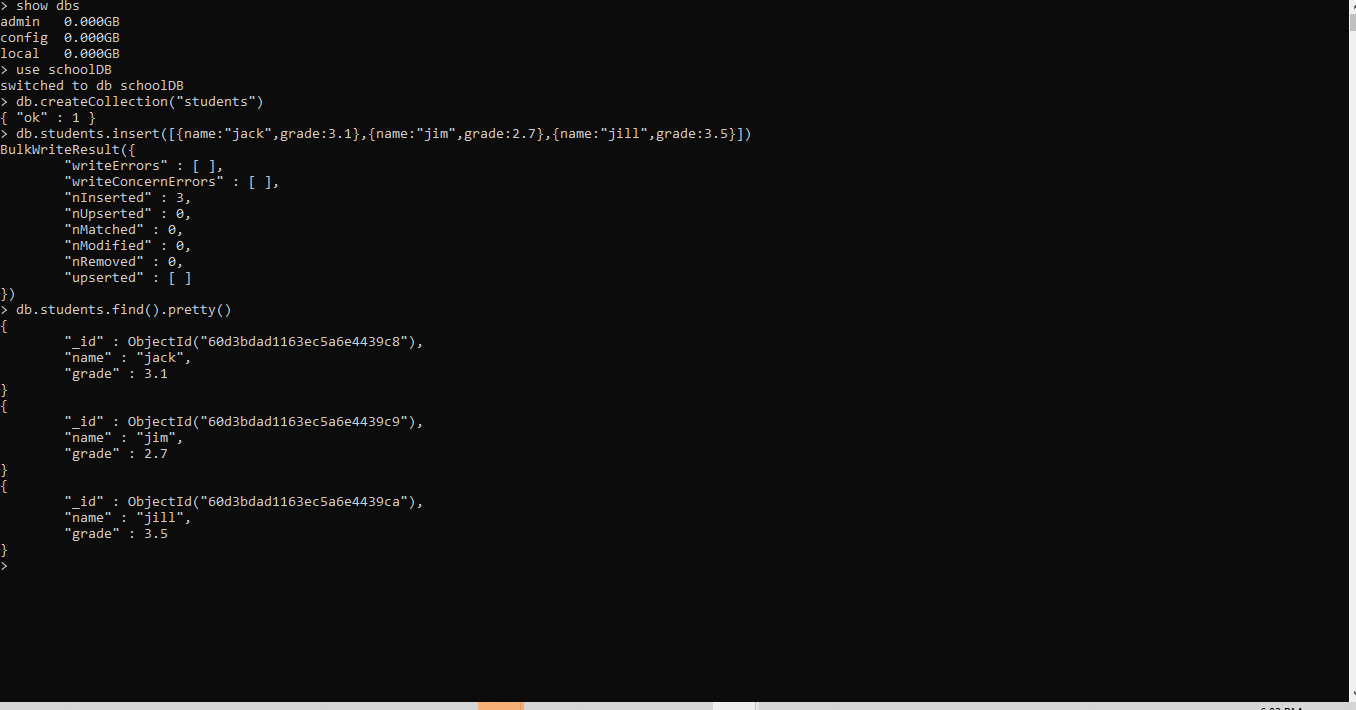 > show dbs
admin   0.000GB
config  0.000GB
local   0.000GB
> use schoolDB
switched to db schoolDB
> db.createCollection("students")
{ "ok" : 1 }
> db.students.insert([{name:"jack",grade:3.1},{name:"jim",grade:2.7},{name:"jill",grade:3.5}])
BulkWriteResult({
        "writeErrors" : [ ],
        "writeConcernErrors" : [ ],
        "nInserted" : 3,
        "nUpserted" : 0,
        "nMatched" : 0,
        "nModified" : 0,
        "nRemoved" : 0,
        "upserted" : [ ]
})
> db.students.find().pretty()
{
        "_id" : ObjectId("60d3bdad1163ec5a6e4439c8"),
        "name" : "jack",
        "grade" : 3.1
}
{
        "_id" : ObjectId("60d3bdad1163ec5a6e4439c9"),
        "name" : "jim",
        "grade" : 2.7
}
{
        "_id" : ObjectId("60d3bdad1163ec5a6e4439ca"),
        "name" : "jill",
        "grade" : 3.5
}
>